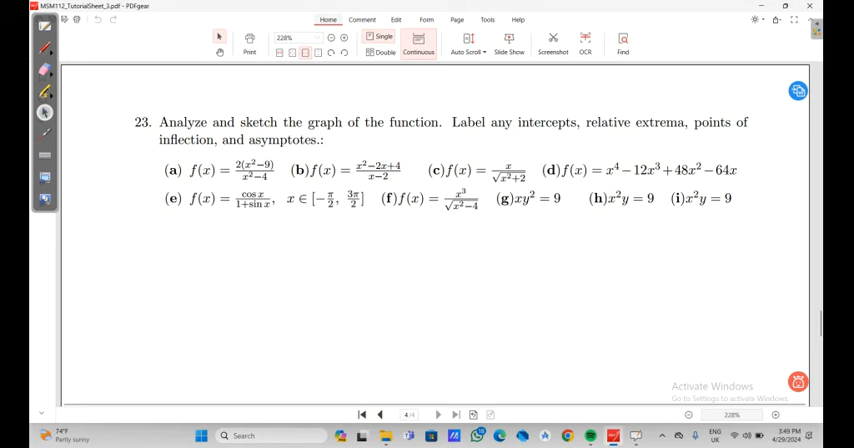 MSM112_TutorialSheet_3.pdf - PDFgear
Home Comment Edit Form Page Tools Help
228%
Single
Print Double Continuous Auto Scroll Slide Show Screenshot OCR Find
23. Analyze and sketch the graph of the function. Label any intercepts, relative extrema, points of
inflection, and asymptotes.:
(a) f(x) = 2(x²−9)/x²−4 (b)f(x) = x²−2x+4/x−2 (c)f(x) = x/√x²+2 (d)f(x) = x⁴ − 12x³ + 48x² − 64x
(e) f(x) = cos x/1+sin x, x ∈ [−π/2, 3π/2] (f)f(x) = x³/√x²−4 (g)xy² = 9 (h)x²y = 9 (i)x²y = 9
Activate Windows
Go to Settings to activate Windows.
4/4 228%
74°F
Partly sunny
Search
ENG
UK
3:49 PM
4/29/2024